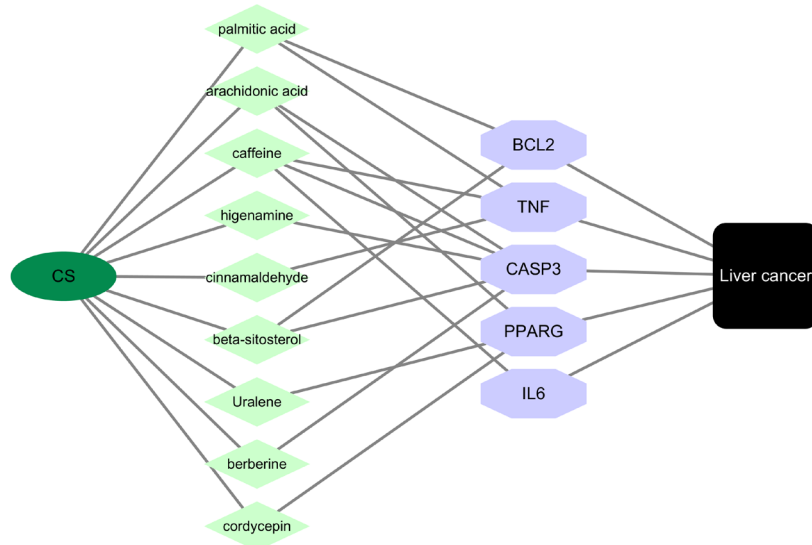 palmitic acid
arachidonic acid
caffeine
higenamine
cinnamaldehyde
beta-sitosterol
Uralene
berberine
cordycepin
CS
BCL2
TNF
CASP3
PPARG
IL6
Liver cancer